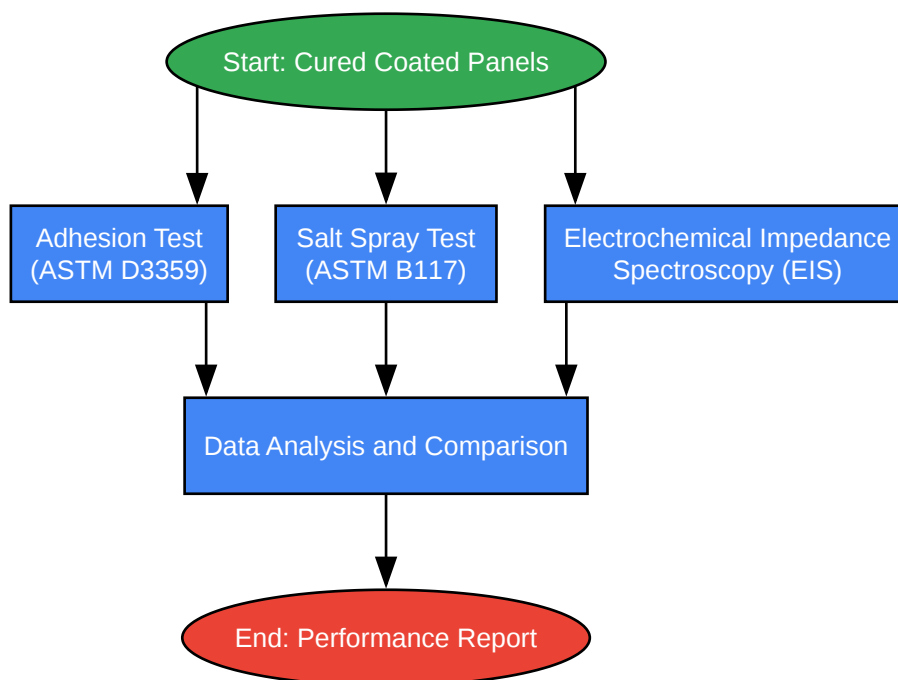 Start: Cured Coated Panels
Adhesion Test
(ASTM D3359)
Salt Spray Test
(ASTM B117)
Electrochemical Impedance
Spectroscopy (EIS)
Data Analysis and Comparison
End: Performance Report